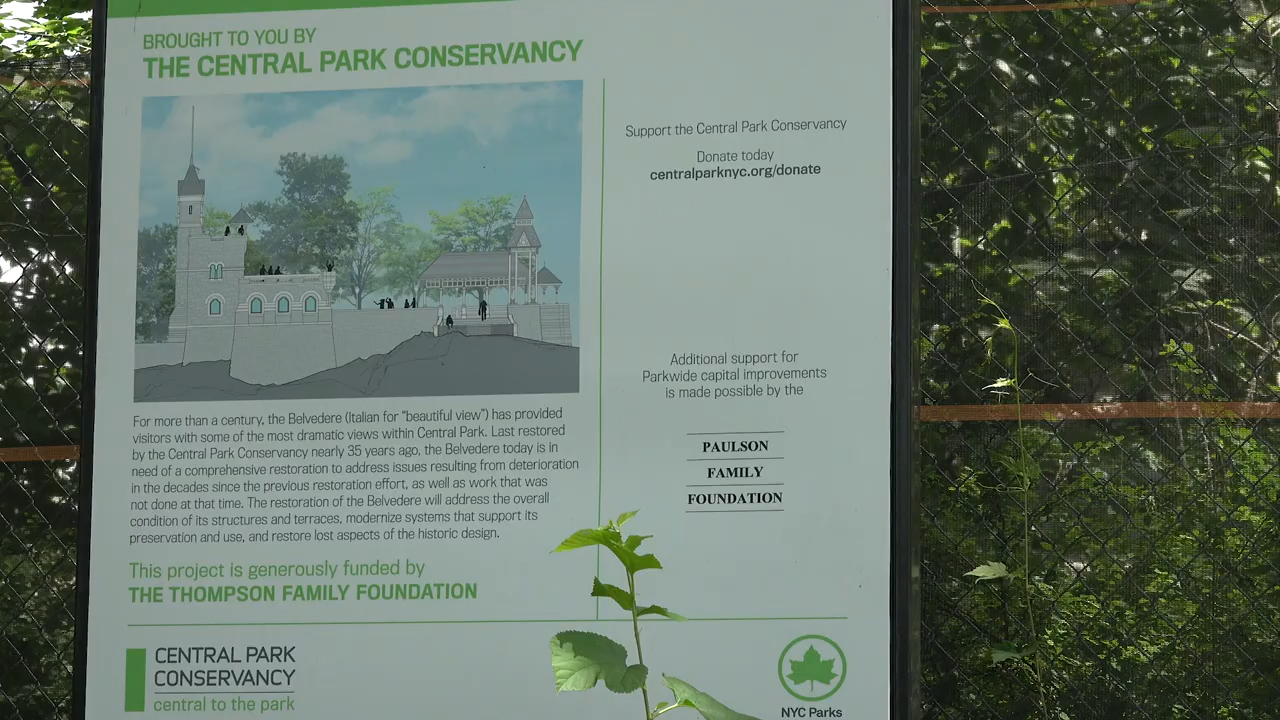 BROUGHT TO YOU BY
THE CENTRAL PARK CONSERVANCY
For more than a century, the Belvedere (Italian for "beautiful view") has provided
visitors with some of the most dramatic views within Central Park. Last restored
by the Central Park Conservancy nearly 35 years ago, the Belvedere today is in
need of a comprehensive restoration to address issues resulting from deterioration
in the decades since the previous restoration effort, as well as work that was
not done at that time. The restoration of the Belvedere will address the overall
condition of its structures and terraces, modernize systems that support its
preservation and use, and restore lost aspects of the historic design.
This project is generously funded by
THE THOMPSON FAMILY FOUNDATION
Support the Central Park Conservancy
Donate today
centralparknyc.org/donate
Additional support for
Parkwide capital improvements
is made possible by the
PAULSON
FAMILY
FOUNDATION
CENTRAL PARK
CONSERVANCY
central to the park
NYC Parks